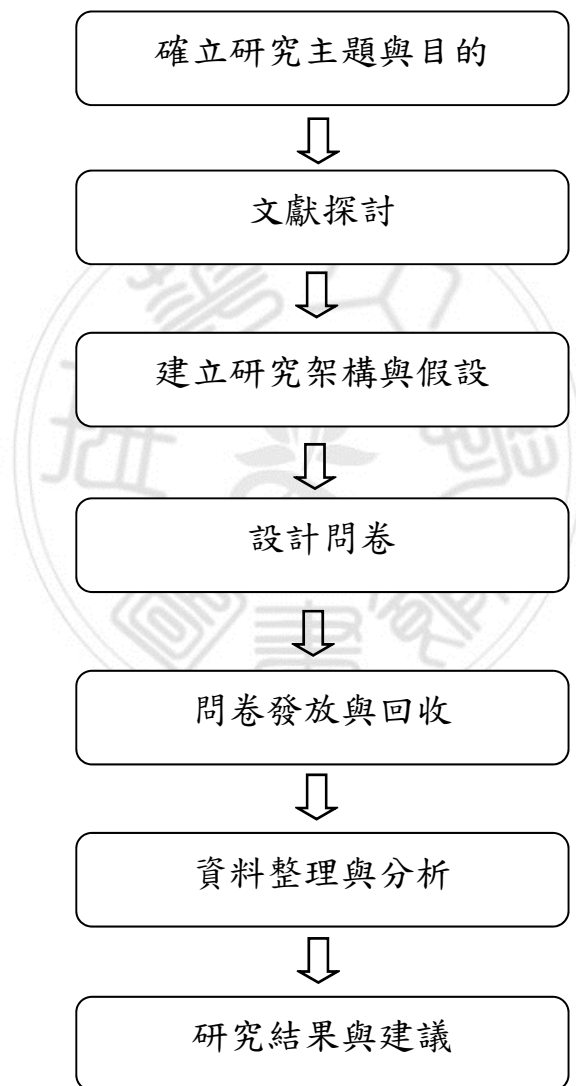 確立研究主題與目的
文獻探討
建立研究架構與假設
設計問卷
問卷發放與回收
資料整理與分析
研究結果與建議